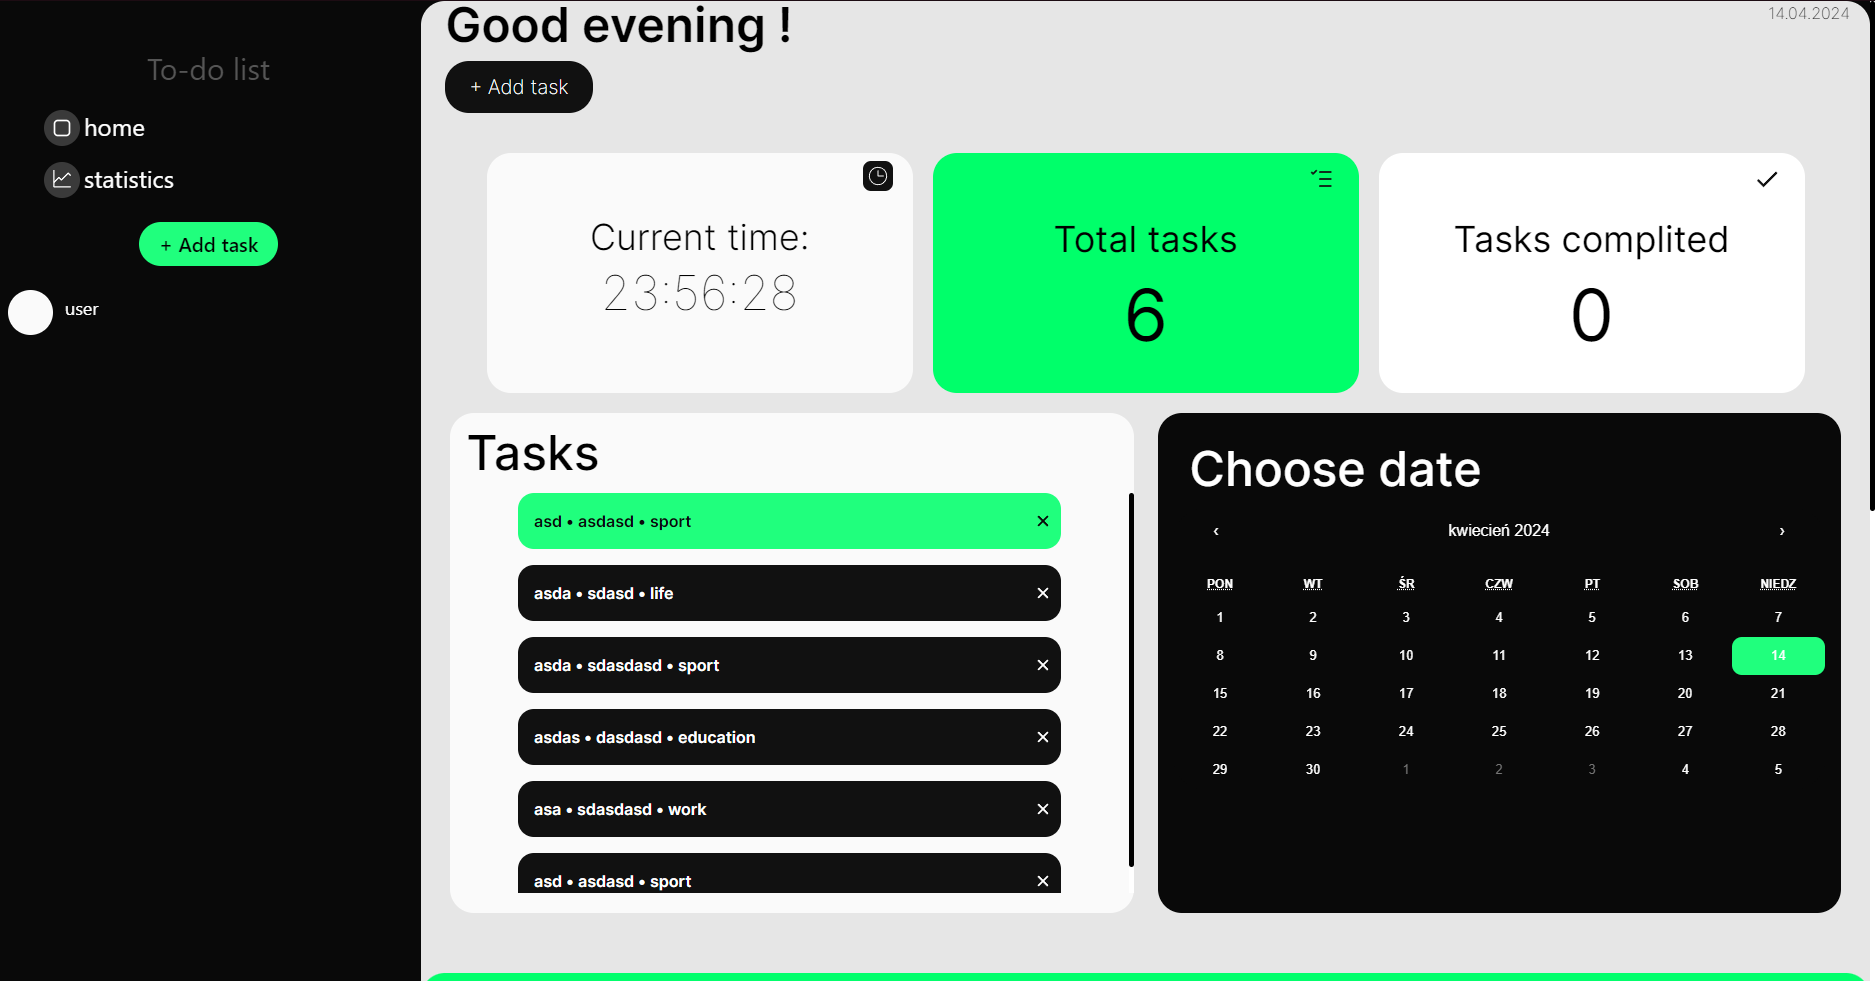 To-do list
home
statistics
+ Add task
user
Good evening !
14.04.2024
+ Add task
Current time:
23:56:28
Total tasks
6
Tasks complited
0
Tasks
asd • asdasd • sport ×
asda • sdasd • life ×
asda • sdasdasd • sport ×
asdas • dasdasd • education ×
asa • sdasdasd • work ×
asd • asdasd • sport ×
Choose date
‹ kwiecień 2024 ›
PON WT ŚR CZW PT SOB NIEDZ
1 2 3 4 5 6 7
8 9 10 11 12 13 14
15 16 17 18 19 20 21
22 23 24 25 26 27 28
29 30 1 2 3 4 5